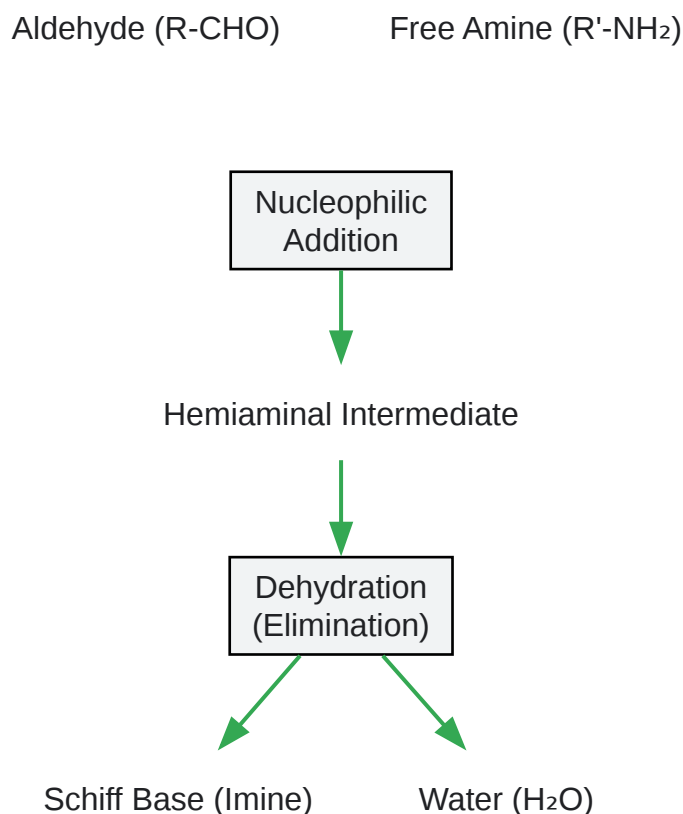 Aldehyde (R-CHO) Free Amine (R'-NH₂)
Nucleophilic
Addition
Hemiaminal Intermediate
Dehydration
(Elimination)
Schiff Base (Imine) Water (H₂O)